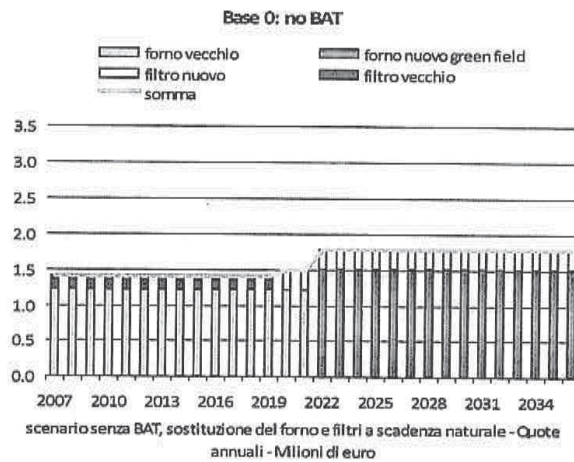 Base 0: no BAT
forno vecchio
forno nuovo green field
filtro nuovo
filtro vecchio
somma
3.5
3.0
2.5
2.0
1.5
1.0
0.5
0.0
2007 2010 2013 2016 2019 2022 2025 2028 2031 2034
scenario senza BAT, sostituzione del forno e filtri a scadenza naturale - Quote
annuali - Milioni di euro